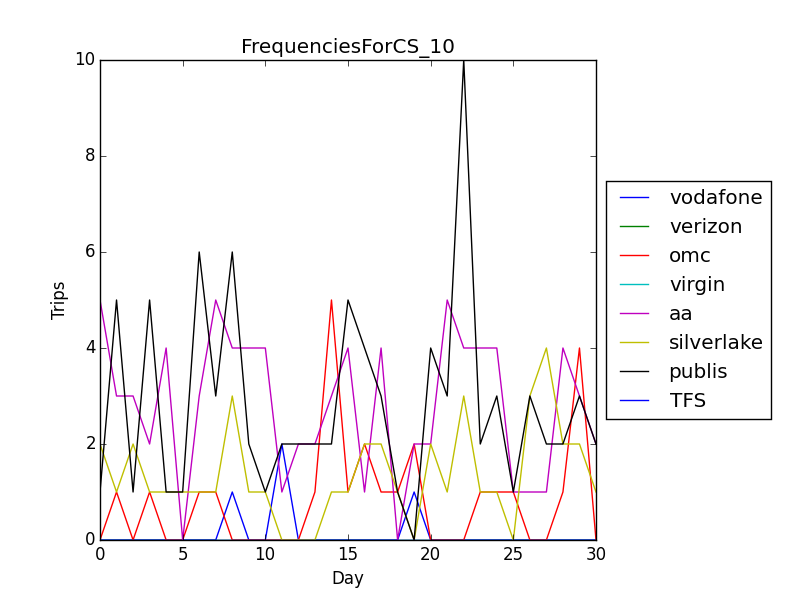 FrequenciesForCS_10
10
8
6
4
2
0
Trips
0 5 10 15 20 25 30
Day
vodafone
verizon
omc
virgin
aa
silverlake
publis
TFS